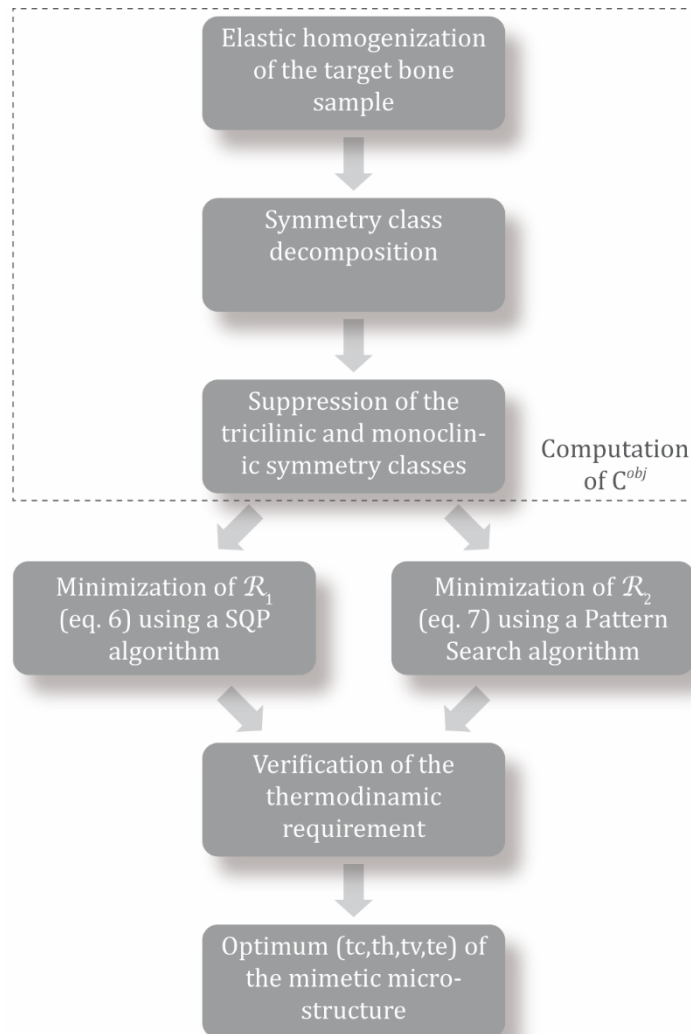 Elastic homogenization
of the target bone
sample
Symmetry class
decomposition
Suppression of the
tricilinic and monoclin-
ic symmetry classes
Computation
of C^obj
Minimization of ℛ₁
(eq. 6) using a SQP
algorithm
Minimization of ℛ₂
(eq. 7) using a Pattern
Search algorithm
Verification of the
thermodinamic
requirement
Optimum (tc,th,tv,te) of
the mimetic micro-
structure